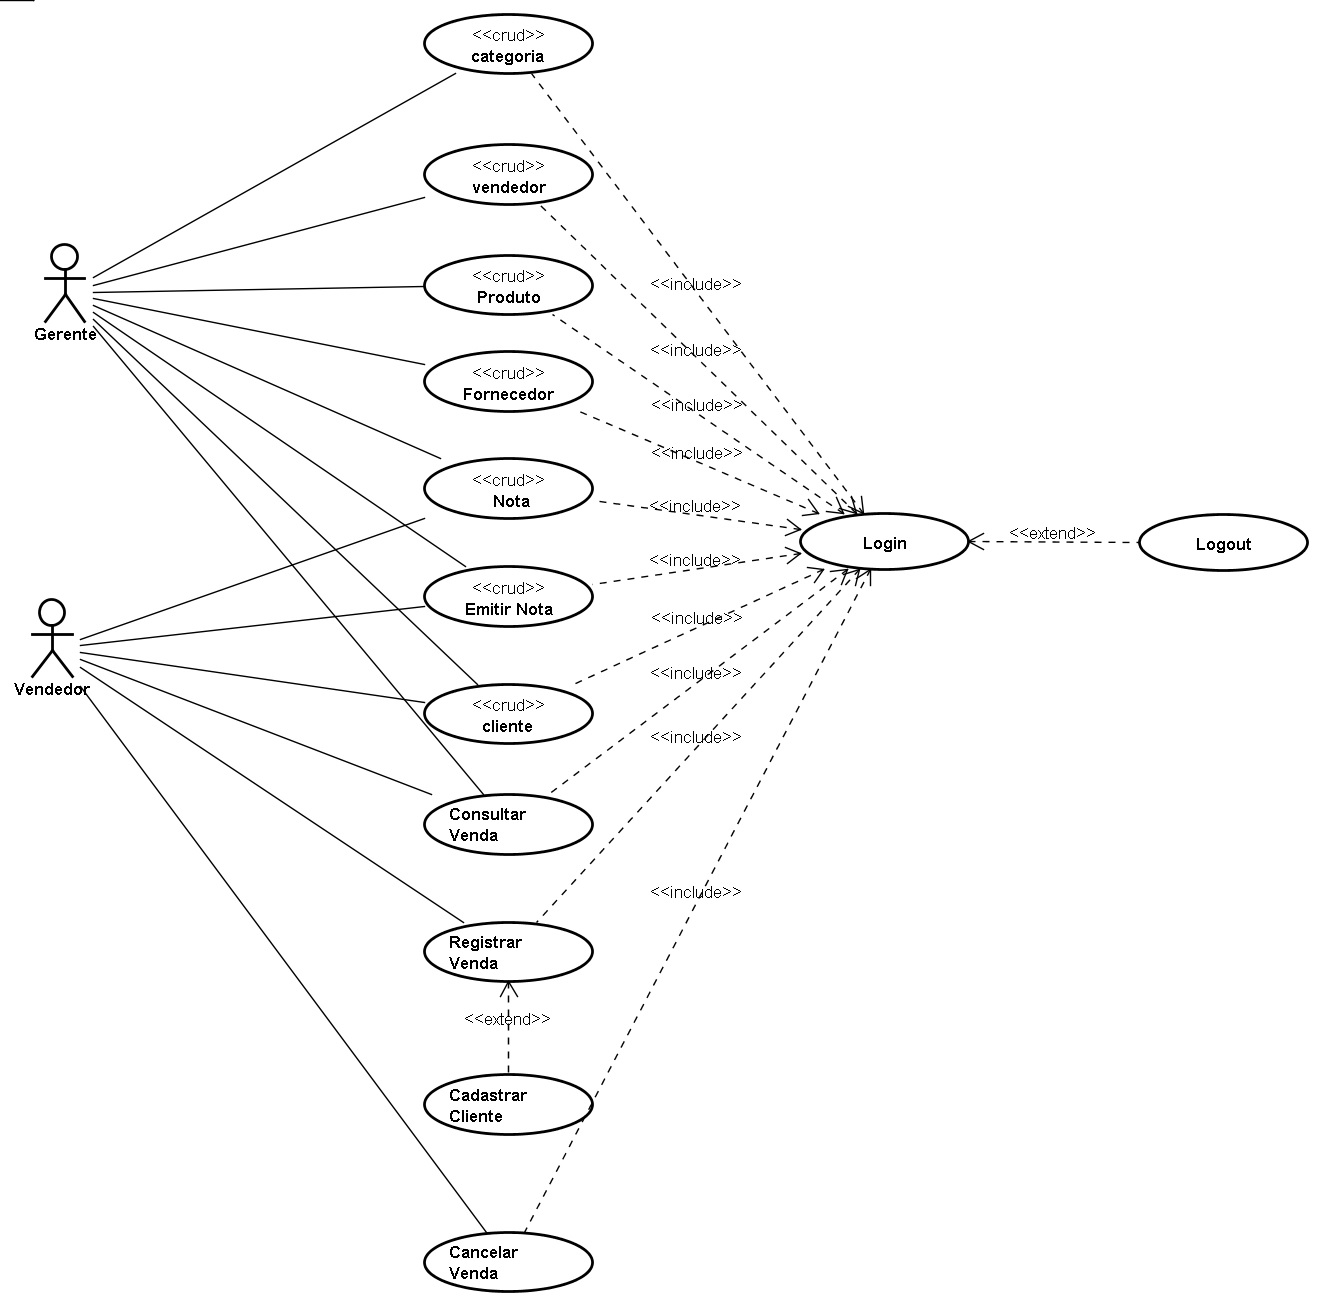 <<crud>>
categoria
<<crud>>
vendedor
<<crud>>
Produto
<<include>>
Gerente
<<include>>
<<crud>>
Fornecedor
<<include>>
<<include>>
<<crud>>
Nota
<<include>>
<<extend>>
Login
Logout
<<include>>
<<crud>>
Emitir Nota
<<include>>
<<include>>
Vendedor
<<crud>>
cliente
<<include>>
Consultar
Venda
<<include>>
Registrar
Venda
<<extend>>
Cadastrar
Cliente
Cancelar
Venda